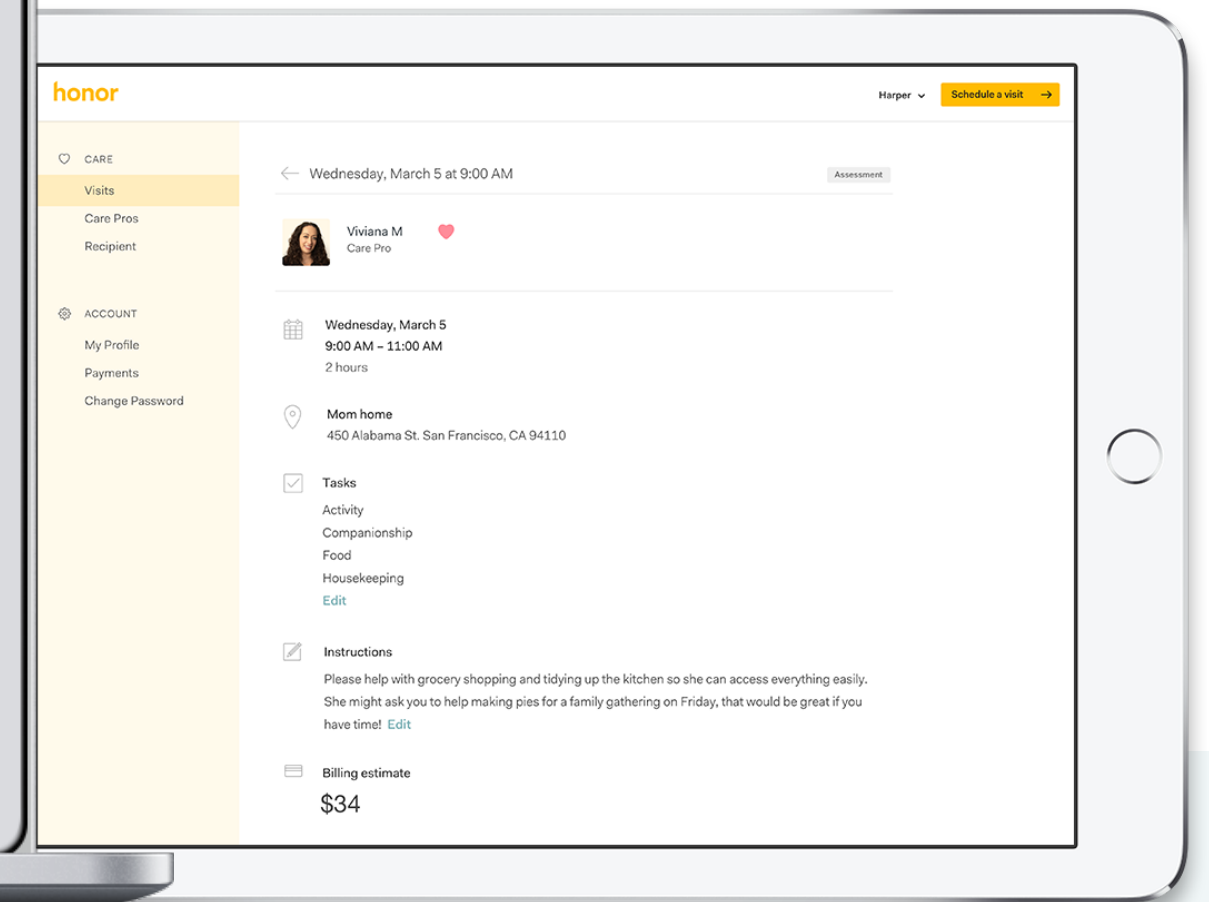 honor
Harper
Schedule a visit
CARE
Visits
Care Pros
Recipient
ACCOUNT
My Profile
Payments
Change Password
Wednesday, March 5 at 9:00 AM
Assessment
Viviana M
Care Pro
Wednesday, March 5
9:00 AM – 11:00 AM
2 hours
Mom home
450 Alabama St. San Francisco, CA 94110
Tasks
Activity
Companionship
Food
Housekeeping
Edit
Instructions
Please help with grocery shopping and tidying up the kitchen so she can access everything easily.
She might ask you to help making pies for a family gathering on Friday, that would be great if you
have time! Edit
Billing estimate
$34